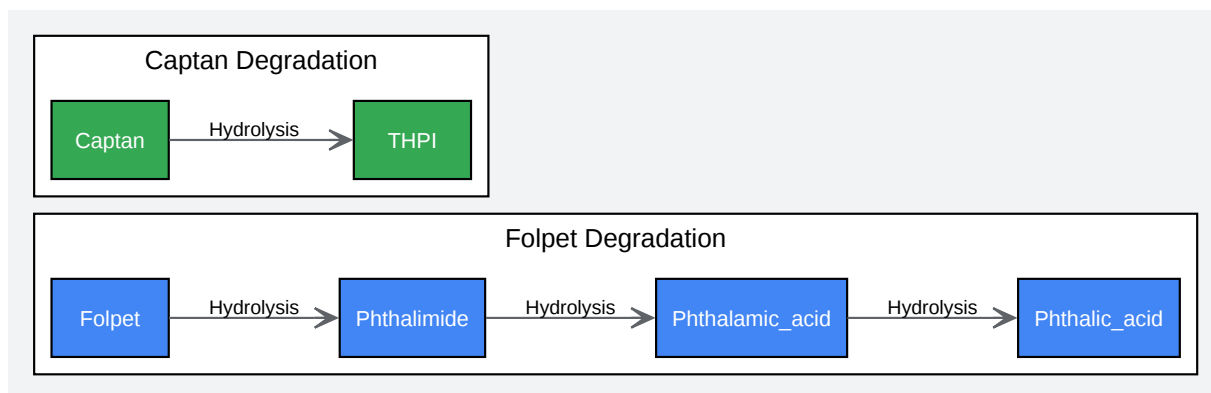 Captan Degradation
Captan
Hydrolysis
THPI
Folpet Degradation
Folpet
Hydrolysis
Phthalimide
Hydrolysis
Phthalamic_acid
Hydrolysis
Phthalic_acid